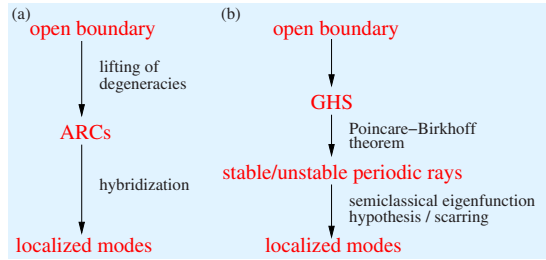 (a)
open boundary
lifting of
degeneracies
ARCs
hybridization
localized modes
(b)
open boundary
GHS
Poincare−Birkhoff
theorem
stable/unstable periodic rays
semiclassical eigenfunction
hypothesis / scarring
localized modes